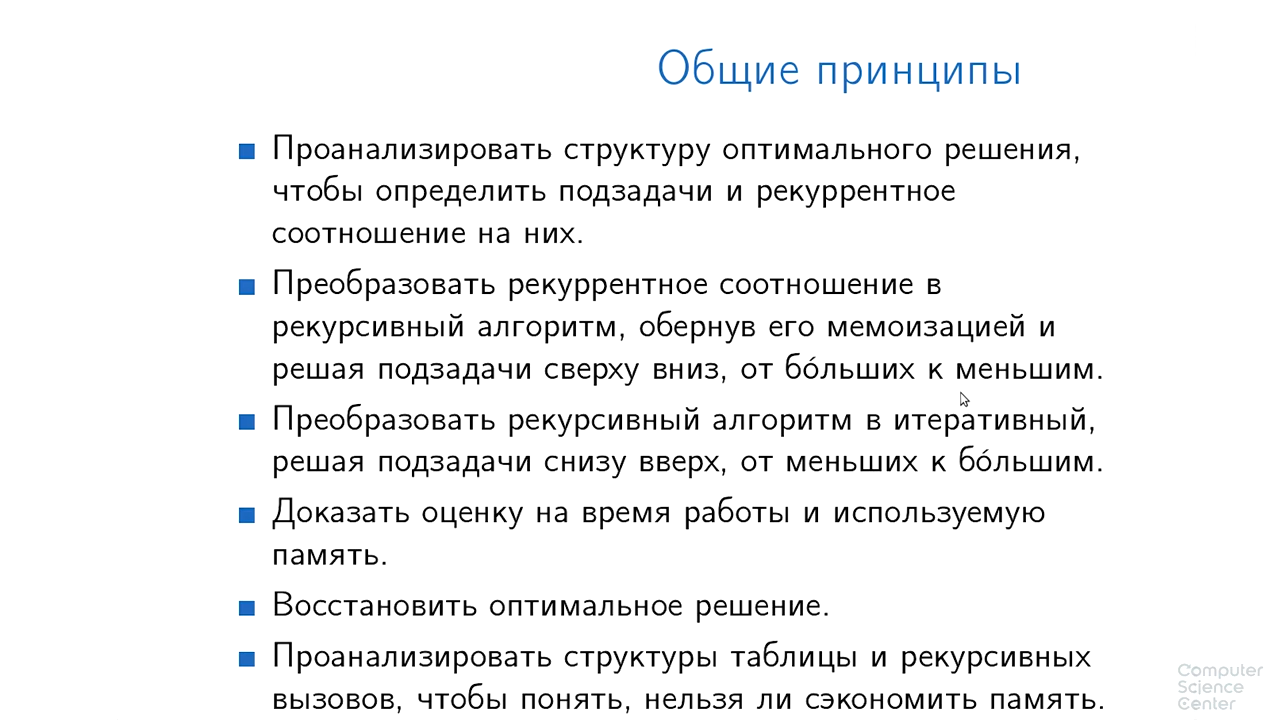 Общие принципы
Проанализировать структуру оптимального решения,
чтобы определить подзадачи и рекуррентное
соотношение на них.
Преобразовать рекуррентное соотношение в
рекурсивный алгоритм, обернув его мемоизацией и
решая подзадачи сверху вниз, от бо́льших к меньшим.
Преобразовать рекурсивный алгоритм в итеративный,
решая подзадачи снизу вверх, от меньших к бо́льшим.
Доказать оценку на время работы и используемую
память.
Восстановить оптимальное решение.
Проанализировать структуры таблицы и рекурсивных
вызовов, чтобы понять, нельзя ли сэкономить память.
Computer
Science
Center